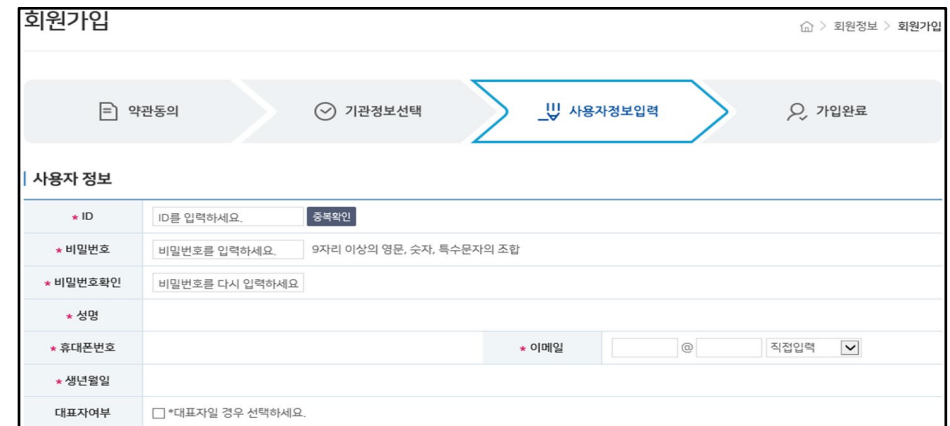 회원가입
회원정보 > 회원가입
약관동의
기관정보선택
사용자정보입력
가입완료
사용자 정보
★ ID ID를 입력하세요. 중복확인
★ 비밀번호 비밀번호를 입력하세요. 9자리 이상의 영문, 숫자, 특수문자의 조합
★ 비밀번호확인 비밀번호를 다시 입력하세요
★ 성명
★ 휴대폰번호 ★ 이메일 @ 직접입력
★ 생년월일
대표자여부 *대표자일 경우 선택하세요.